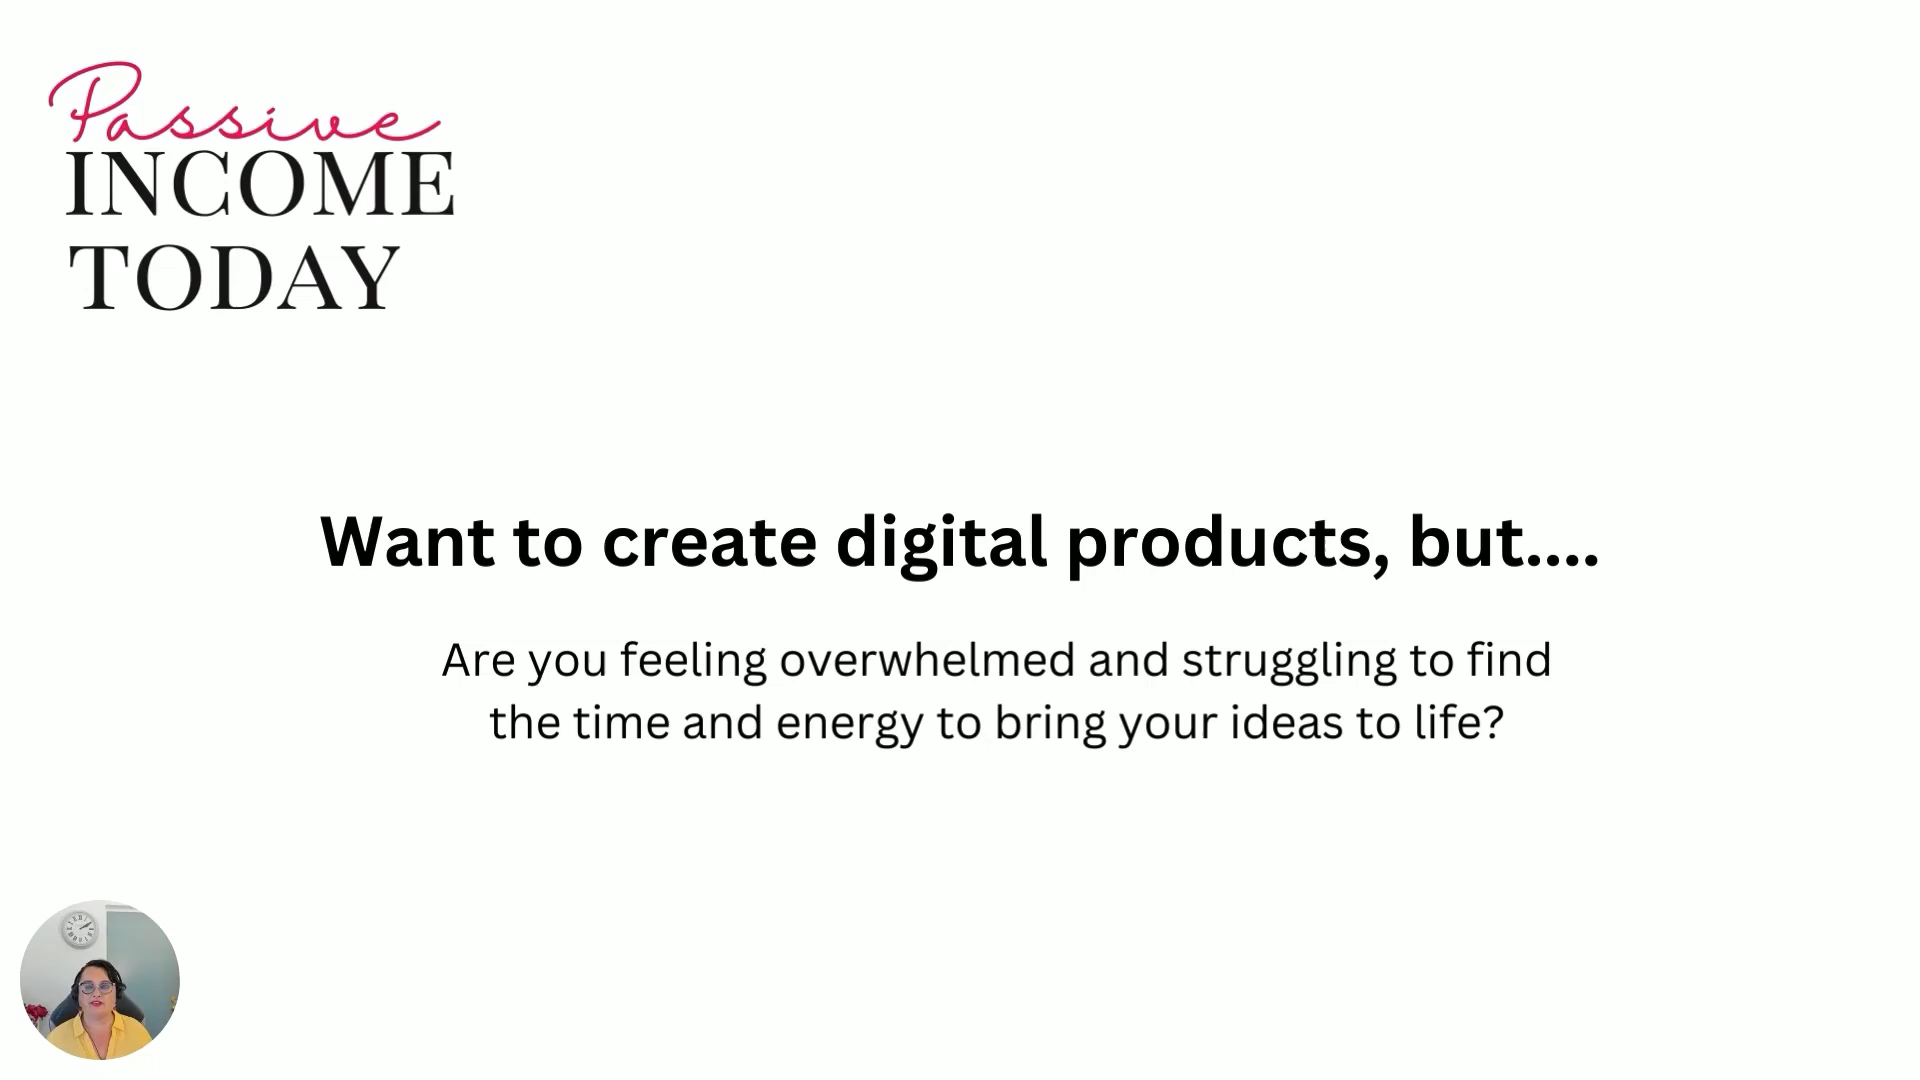 Passive
INCOME
TODAY
Want to create digital products, but....
Are you feeling overwhelmed and struggling to find
the time and energy to bring your ideas to life?